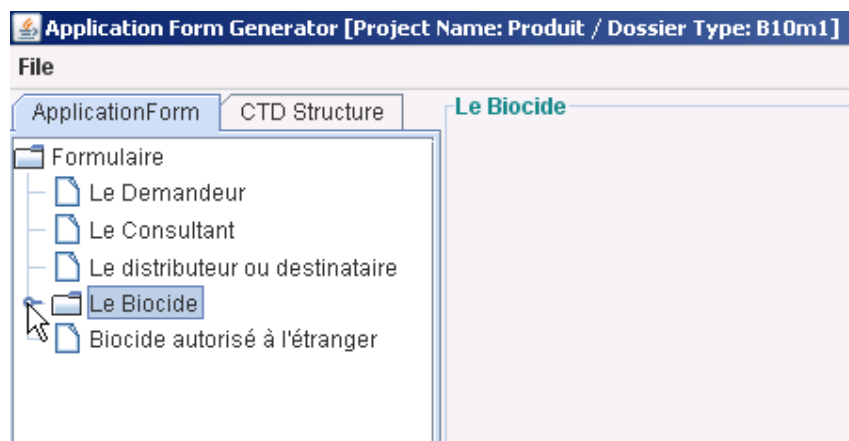 Application Form Generator [Project Name: Produit / Dossier Type: B10m1]
File
ApplicationForm CTD Structure
Le Biocide
Formulaire
Le Demandeur
Le Consultant
Le distributeur ou destinataire
Le Biocide
Biocide autorisé à l'étranger